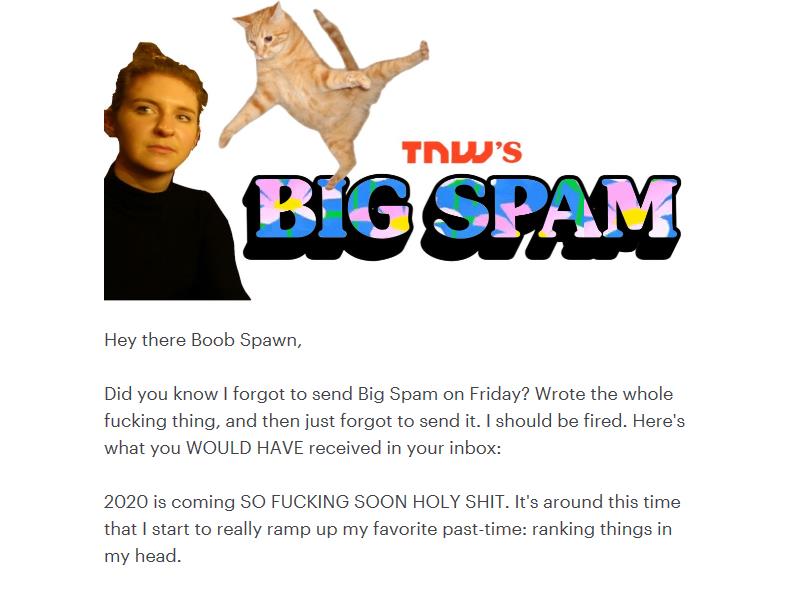 TNW'S
BIG SPAM
Hey there Boob Spawn,
Did you know I forgot to send Big Spam on Friday? Wrote the whole
fucking thing, and then just forgot to send it. I should be fired. Here's
what you WOULD HAVE received in your inbox:
2020 is coming SO FUCKING SOON HOLY SHIT. It's around this time
that I start to really ramp up my favorite past-time: ranking things in
my head.